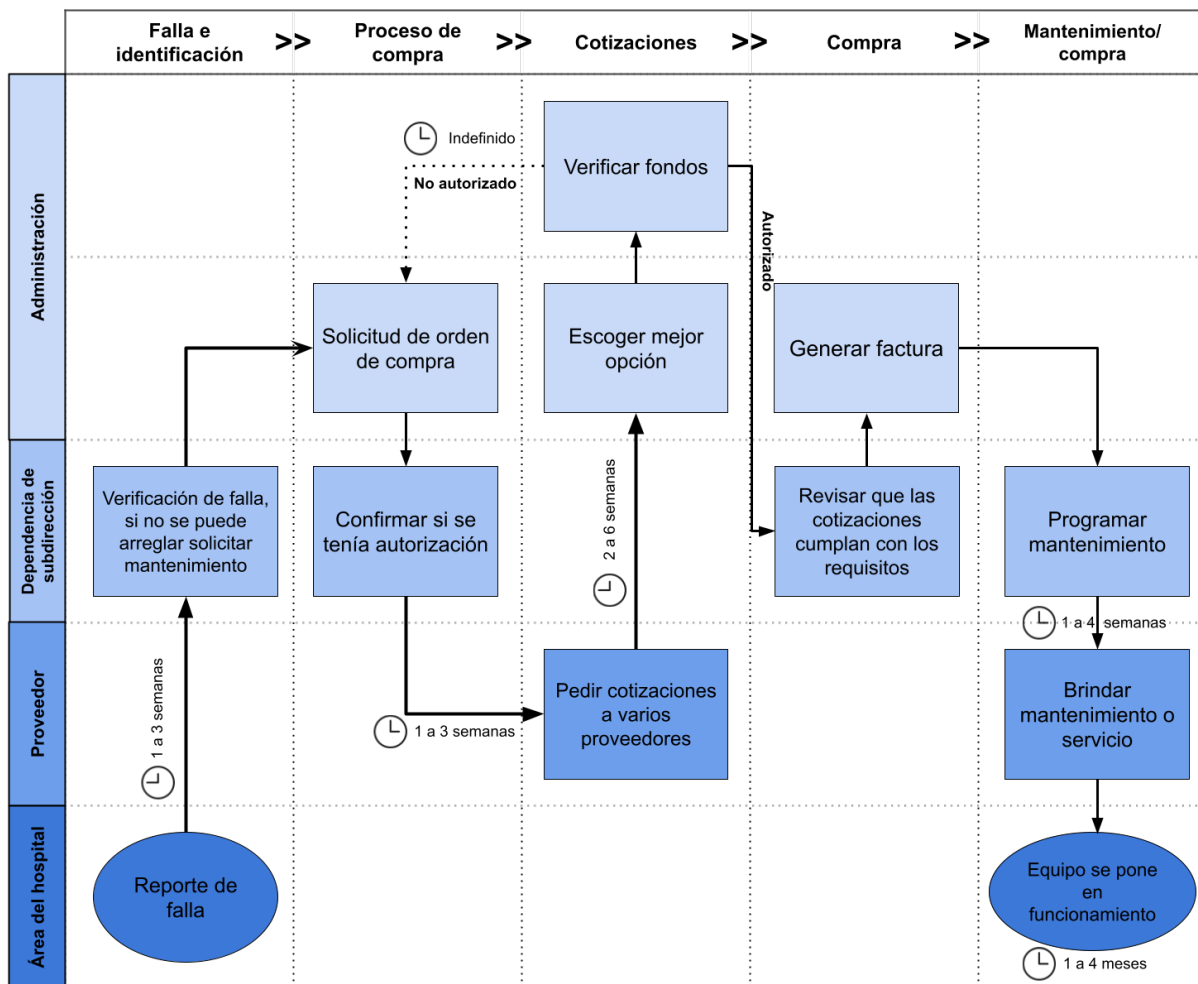 Falla e
identificación
>>
Proceso de
compra
>>
Cotizaciones
>>
Compra
>>
Mantenimiento/
compra
Administración
Indefinido
No autorizado
Verificar fondos
Autorizado
Solicitud de orden
de compra
Escoger mejor
opción
Generar factura
Dependencia de
subdirección
Verificación de falla,
si no se puede
arreglar solicitar
mantenimiento
Confirmar si se
tenía autorización
2 a 6 semanas
Revisar que las
cotizaciones
cumplan con los
requisitos
Programar
mantenimiento
1 a 4 semanas
Proveedor
1 a 3 semanas
1 a 3 semanas
Pedir cotizaciones
a varios
proveedores
Brindar
mantenimiento o
servicio
Área del hospital
Reporte de
falla
Equipo se pone
en
funcionamiento
1 a 4 meses